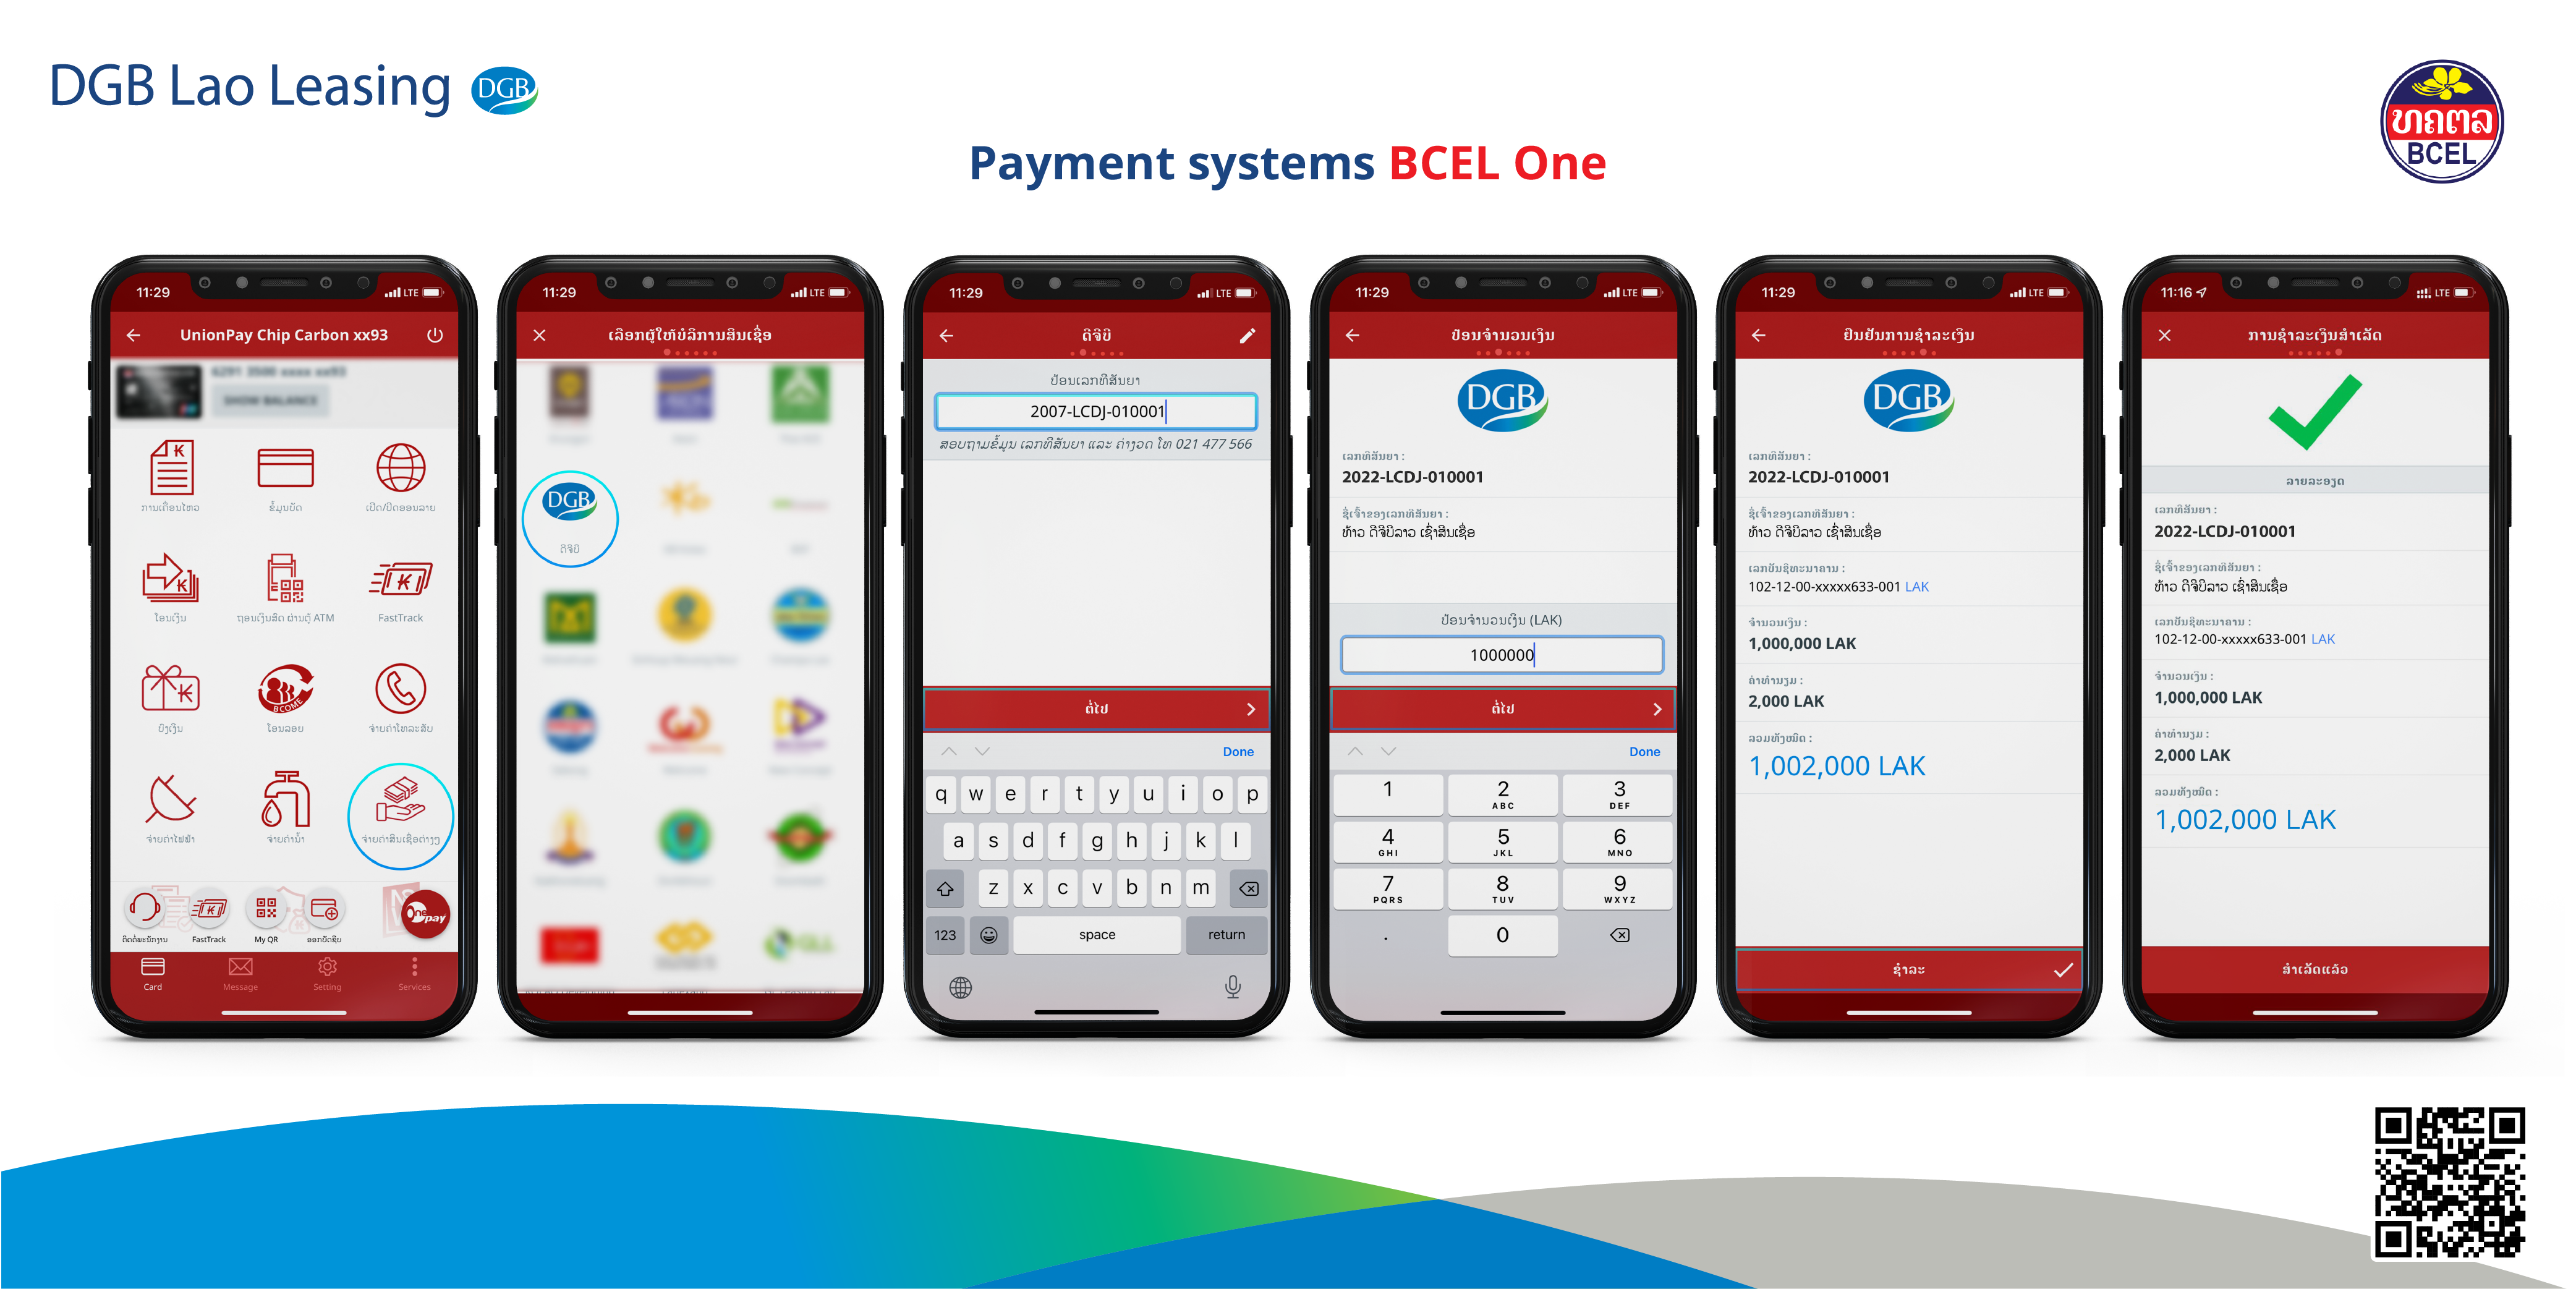 DGB Lao Leasing DGB
ທຄຕລ
BCEL
Payment systems BCEL One
11:29
LTE
UnionPay Chip Carbon xx93
6291 3500 xxxx xx93
SHOW BALANCE
ການເຄື່ອນໄຫວ
ຂໍ້ມູນບັດ
ເປີດ/ປິດອອນລາຍ
ໂອນເງິນ
ຖອນເງິນສົດ ຜ່ານຕູ້ ATM
FastTrack
ບົງເງິນ
BCOME
ໂອນລອຍ
ຈ່າຍຄ່າໂທລະສັບ
ຈ່າຍຄ່າໄຟຟ້າ
ຈ່າຍຄ່ານ້ຳ
ຈ່າຍຄ່າສິນເຊື່ອຕ່າງໆ
Onepay
ຕິດຕໍ່ພະນັກງານ
FastTrack
My QR
ອອກບັດຊັບ
Card
Message
Setting
Services
11:29
LTE
ເລືອກຜູ້ໃຫ້ບໍລິການສິນເຊື່ອ
DGB
ດີຈີບີ
11:29
LTE
ດີຈີບີ
ປ້ອນເລກທີສັນຍາ
2007-LCDJ-010001
ສອບຖາມຂໍ້ມູນ ເລກທີສັນຍາ ແລະ ຄ່າງວດ ໂທ 021 477 566
ຕໍ່ໄປ
Done
q w e r t y u i o p
a s d f g h j k l
z x c v b n m
123
space
return
11:29
LTE
ປ້ອນຈຳນວນເງິນ
DGB
ເລກທີສັນຍາ :
2022-LCDJ-010001
ຊື່ເຈົ້າຂອງເລກທີສັນຍາ :
ທ້າວ ດີຈີບີລາວ ເຊົ່າສິນເຊື່ອ
ປ້ອນຈຳນວນເງິນ (LAK)
1000000
ຕໍ່ໄປ
Done
1 2 3
ABC DEF
4 5 6
GHI JKL MNO
7 8 9
PQRS TUV WXYZ
. 0
11:29
LTE
ຢືນຢັນການຊຳລະເງິນ
DGB
ເລກທີສັນຍາ :
2022-LCDJ-010001
ຊື່ເຈົ້າຂອງເລກທີສັນຍາ :
ທ້າວ ດີຈີບີລາວ ເຊົ່າສິນເຊື່ອ
ເລກບັນຊີທະນາຄານ :
102-12-00-xxxxx633-001 LAK
ຈຳນວນເງິນ :
1,000,000 LAK
ຄ່າທຳນຽມ :
2,000 LAK
ລວມທັງໝົດ :
1,002,000 LAK
ຊຳລະ
11:16
LTE
ການຊຳລະເງິນສຳເລັດ
ລາຍລະອຽດ
ເລກທີສັນຍາ :
2022-LCDJ-010001
ຊື່ເຈົ້າຂອງເລກທີສັນຍາ :
ທ້າວ ດີຈີບີລາວ ເຊົ່າສິນເຊື່ອ
ເລກບັນຊີທະນາຄານ :
102-12-00-xxxxx633-001 LAK
ຈຳນວນເງິນ :
1,000,000 LAK
ຄ່າທຳນຽມ :
2,000 LAK
ລວມທັງໝົດ :
1,002,000 LAK
ສຳເລັດແລ້ວ